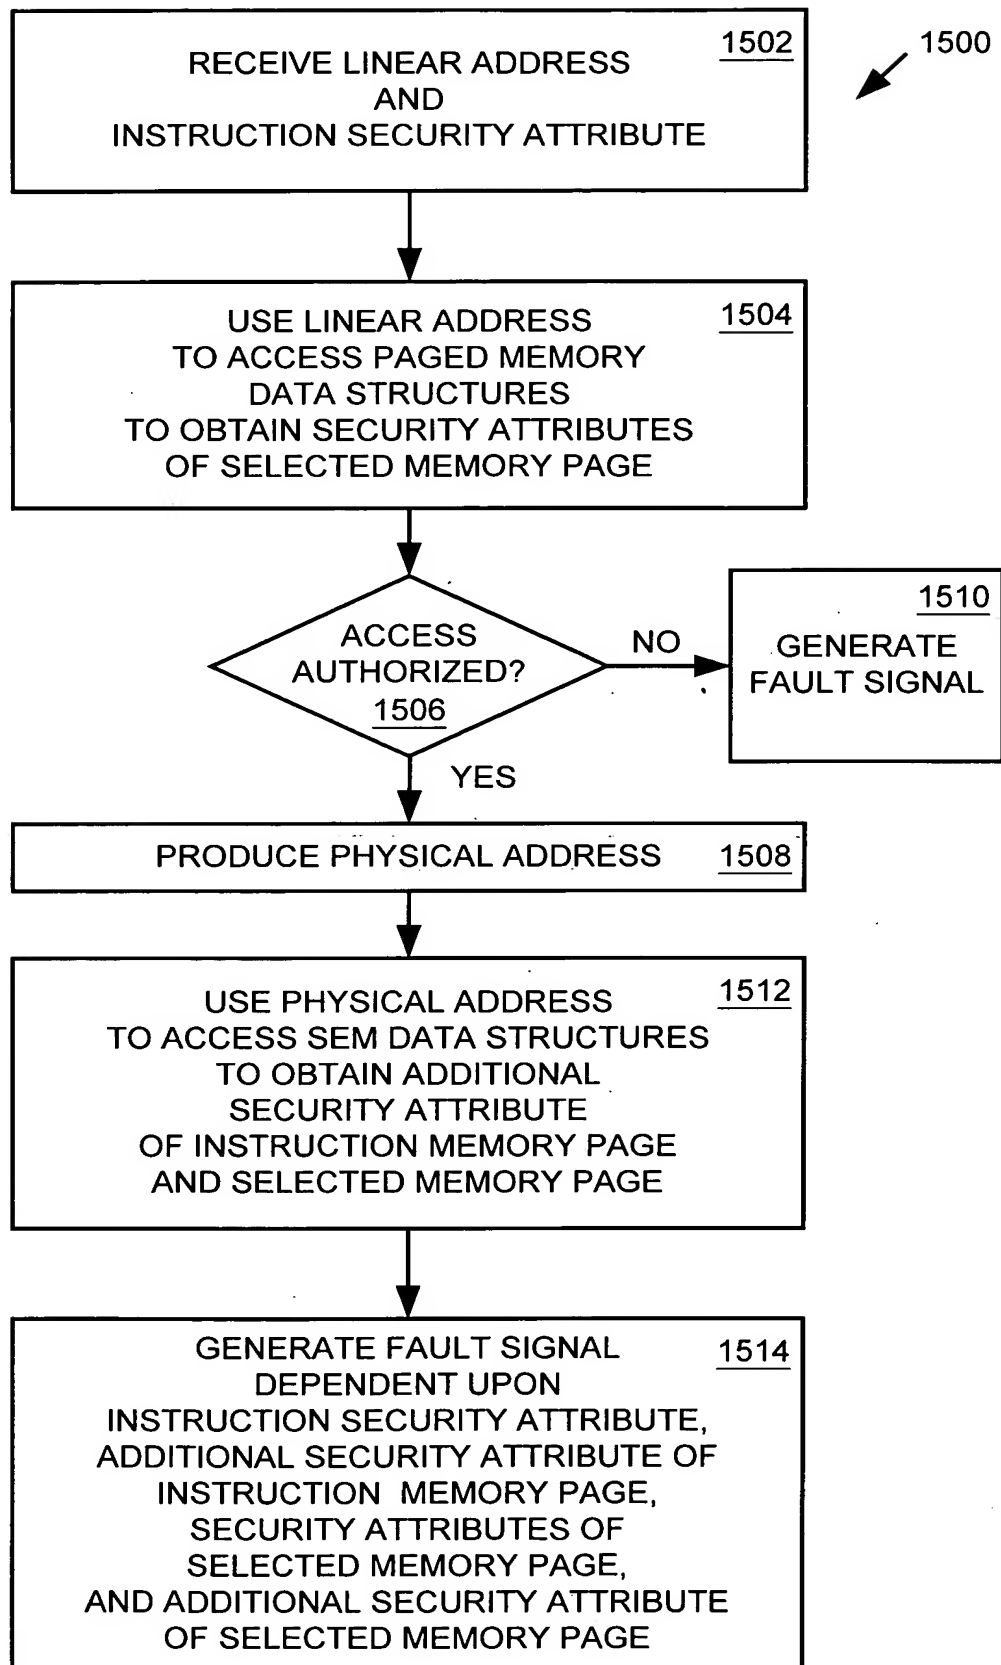 1500
1502
RECEIVE LINEAR ADDRESS
AND
INSTRUCTION SECURITY ATTRIBUTE
1504
USE LINEAR ADDRESS
TO ACCESS PAGED MEMORY
DATA STRUCTURES
TO OBTAIN SECURITY ATTRIBUTES
OF SELECTED MEMORY PAGE
ACCESS
AUTHORIZED?
1506
NO
1510
GENERATE
FAULT SIGNAL
YES
PRODUCE PHYSICAL ADDRESS 1508
1512
USE PHYSICAL ADDRESS
TO ACCESS SEM DATA STRUCTURES
TO OBTAIN ADDITIONAL
SECURITY ATTRIBUTE
OF INSTRUCTION MEMORY PAGE
AND SELECTED MEMORY PAGE
1514
GENERATE FAULT SIGNAL
DEPENDENT UPON
INSTRUCTION SECURITY ATTRIBUTE,
ADDITIONAL SECURITY ATTRIBUTE OF
INSTRUCTION MEMORY PAGE,
SECURITY ATTRIBUTES OF
SELECTED MEMORY PAGE,
AND ADDITIONAL SECURITY ATTRIBUTE
OF SELECTED MEMORY PAGE